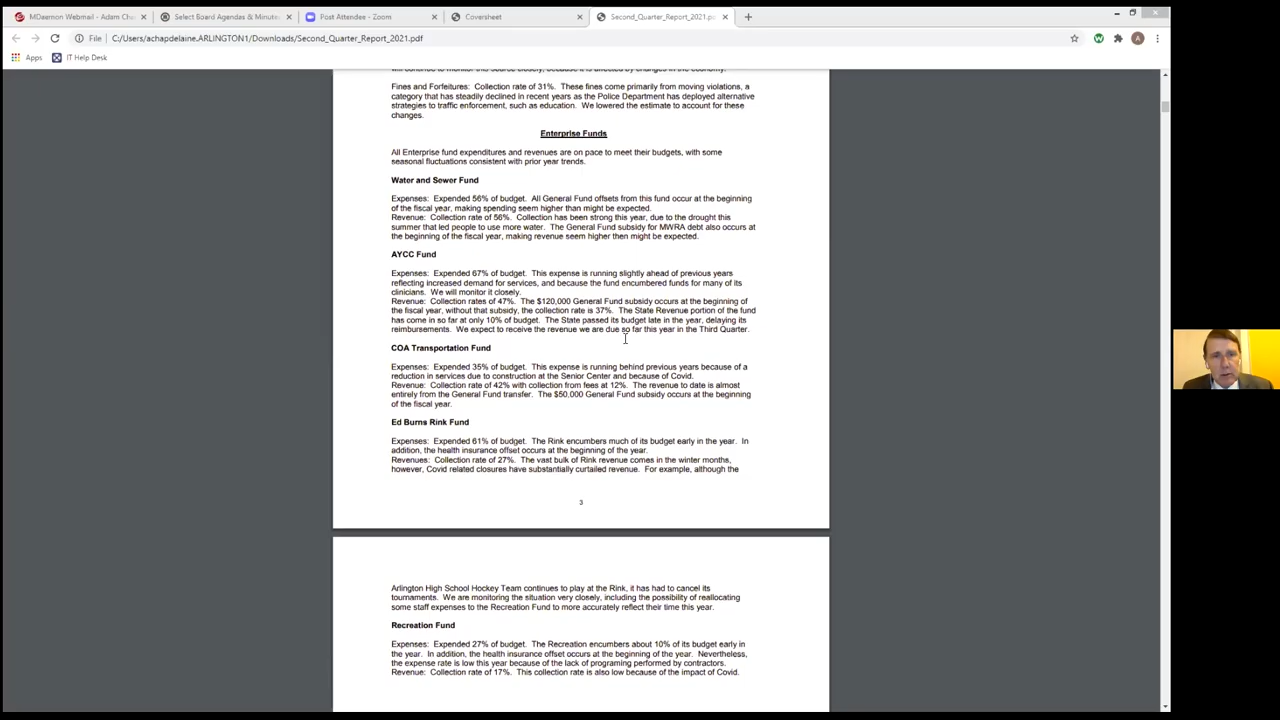 MDaemon Webmail - Adam Cha
Select Board Agendas & Minute
Post Attendee - Zoom
Coversheet
Second_Quarter_Report_2021.p
File
C:/Users/achapdelaine.ARLINGTON1/Downloads/Second_Quarter_Report_2021.pdf
Apps
IT Help Desk
will continue to monitor this source closely, because it is affected by changes in the economy.
Fines and Forfeitures: Collection rate of 31%. These fines come primarily from moving violations, a
category that has steadily declined in recent years as the Police Department has deployed alternative
strategies to traffic enforcement, such as education. We lowered the estimate to account for these
changes.
Enterprise Funds
All Enterprise fund expenditures and revenues are on pace to meet their budgets, with some
seasonal fluctuations consistent with prior year trends.
Water and Sewer Fund
Expenses: Expended 56% of budget. All General Fund offsets from this fund occur at the beginning
of the fiscal year, making spending seem higher than might be expected.
Revenue: Collection rate of 56%. Collection has been strong this year, due to the drought this
summer that led people to use more water. The General Fund subsidy for MWRA debt also occurs at
the beginning of the fiscal year, making revenue seem higher then might be expected.
AYCC Fund
Expenses: Expended 67% of budget. This expense is running slightly ahead of previous years
reflecting increased demand for services, and because the fund encumbered funds for many of its
clinicians. We will monitor it closely.
Revenue: Collection rates of 47%. The $120,000 General Fund subsidy occurs at the beginning of
the fiscal year, without that subsidy, the collection rate is 37%. The State Revenue portion of the fund
has come in so far at only 10% of budget. The State passed its budget late in the year, delaying its
reimbursements. We expect to receive the revenue we are due so far this year in the Third Quarter.
COA Transportation Fund
Expenses: Expended 35% of budget. This expense is running behind previous years because of a
reduction in services due to construction at the Senior Center and because of Covid.
Revenue: Collection rate of 42% with collection from fees at 12%. The revenue to date is almost
entirely from the General Fund transfer. The $50,000 General Fund subsidy occurs at the beginning
of the fiscal year.
Ed Burns Rink Fund
Expenses: Expended 61% of budget. The Rink encumbers much of its budget early in the year. In
addition, the health insurance offset occurs at the beginning of the year.
Revenues: Collection rate of 27%. The vast bulk of Rink revenue comes in the winter months,
however, Covid related closures have substantially curtailed revenue. For example, although the
3
Arlington High School Hockey Team continues to play at the Rink, it has had to cancel its
tournaments. We are monitoring the situation very closely, including the possibility of reallocating
some staff expenses to the Recreation Fund to more accurately reflect their time this year.
Recreation Fund
Expenses: Expended 27% of budget. The Recreation encumbers about 10% of its budget early in
the year. In addition, the health insurance offset occurs at the beginning of the year. Nevertheless,
the expense rate is low this year because of the lack of programing performed by contractors.
Revenue: Collection rate of 17%. This collection rate is also low because of the impact of Covid.